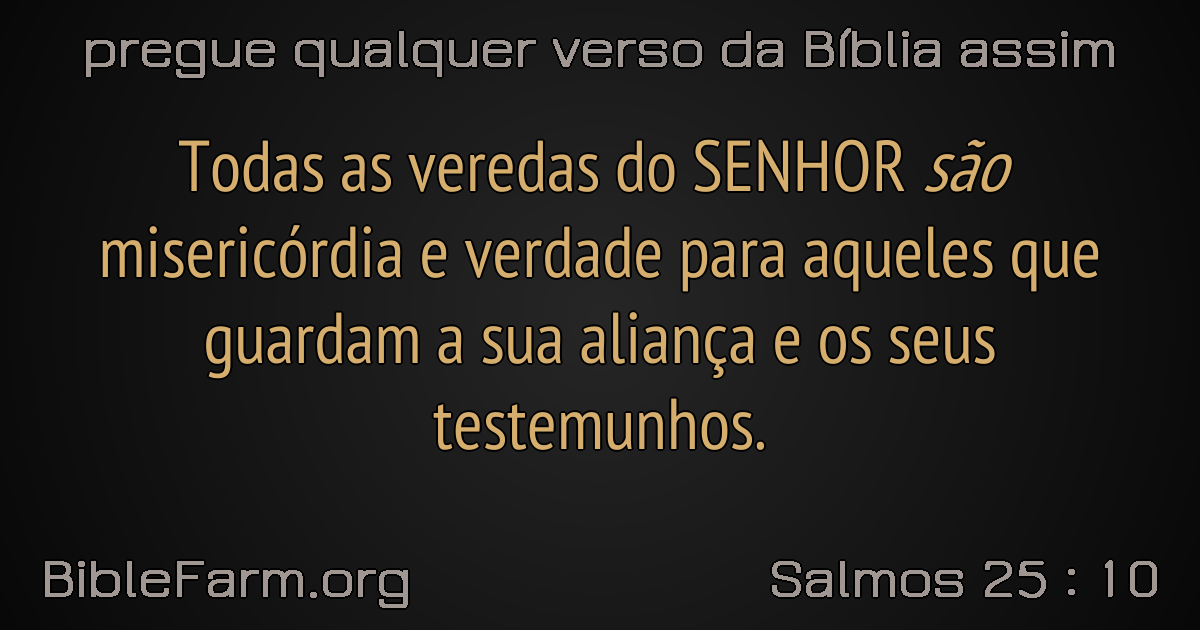 pregue qualquer verso da Bíblia assim
Todas as veredas do SENHOR são
misericórdia e verdade para aqueles que
guardam a sua aliança e os seus
testemunhos.
BibleFarm.org
Salmos 25 : 10